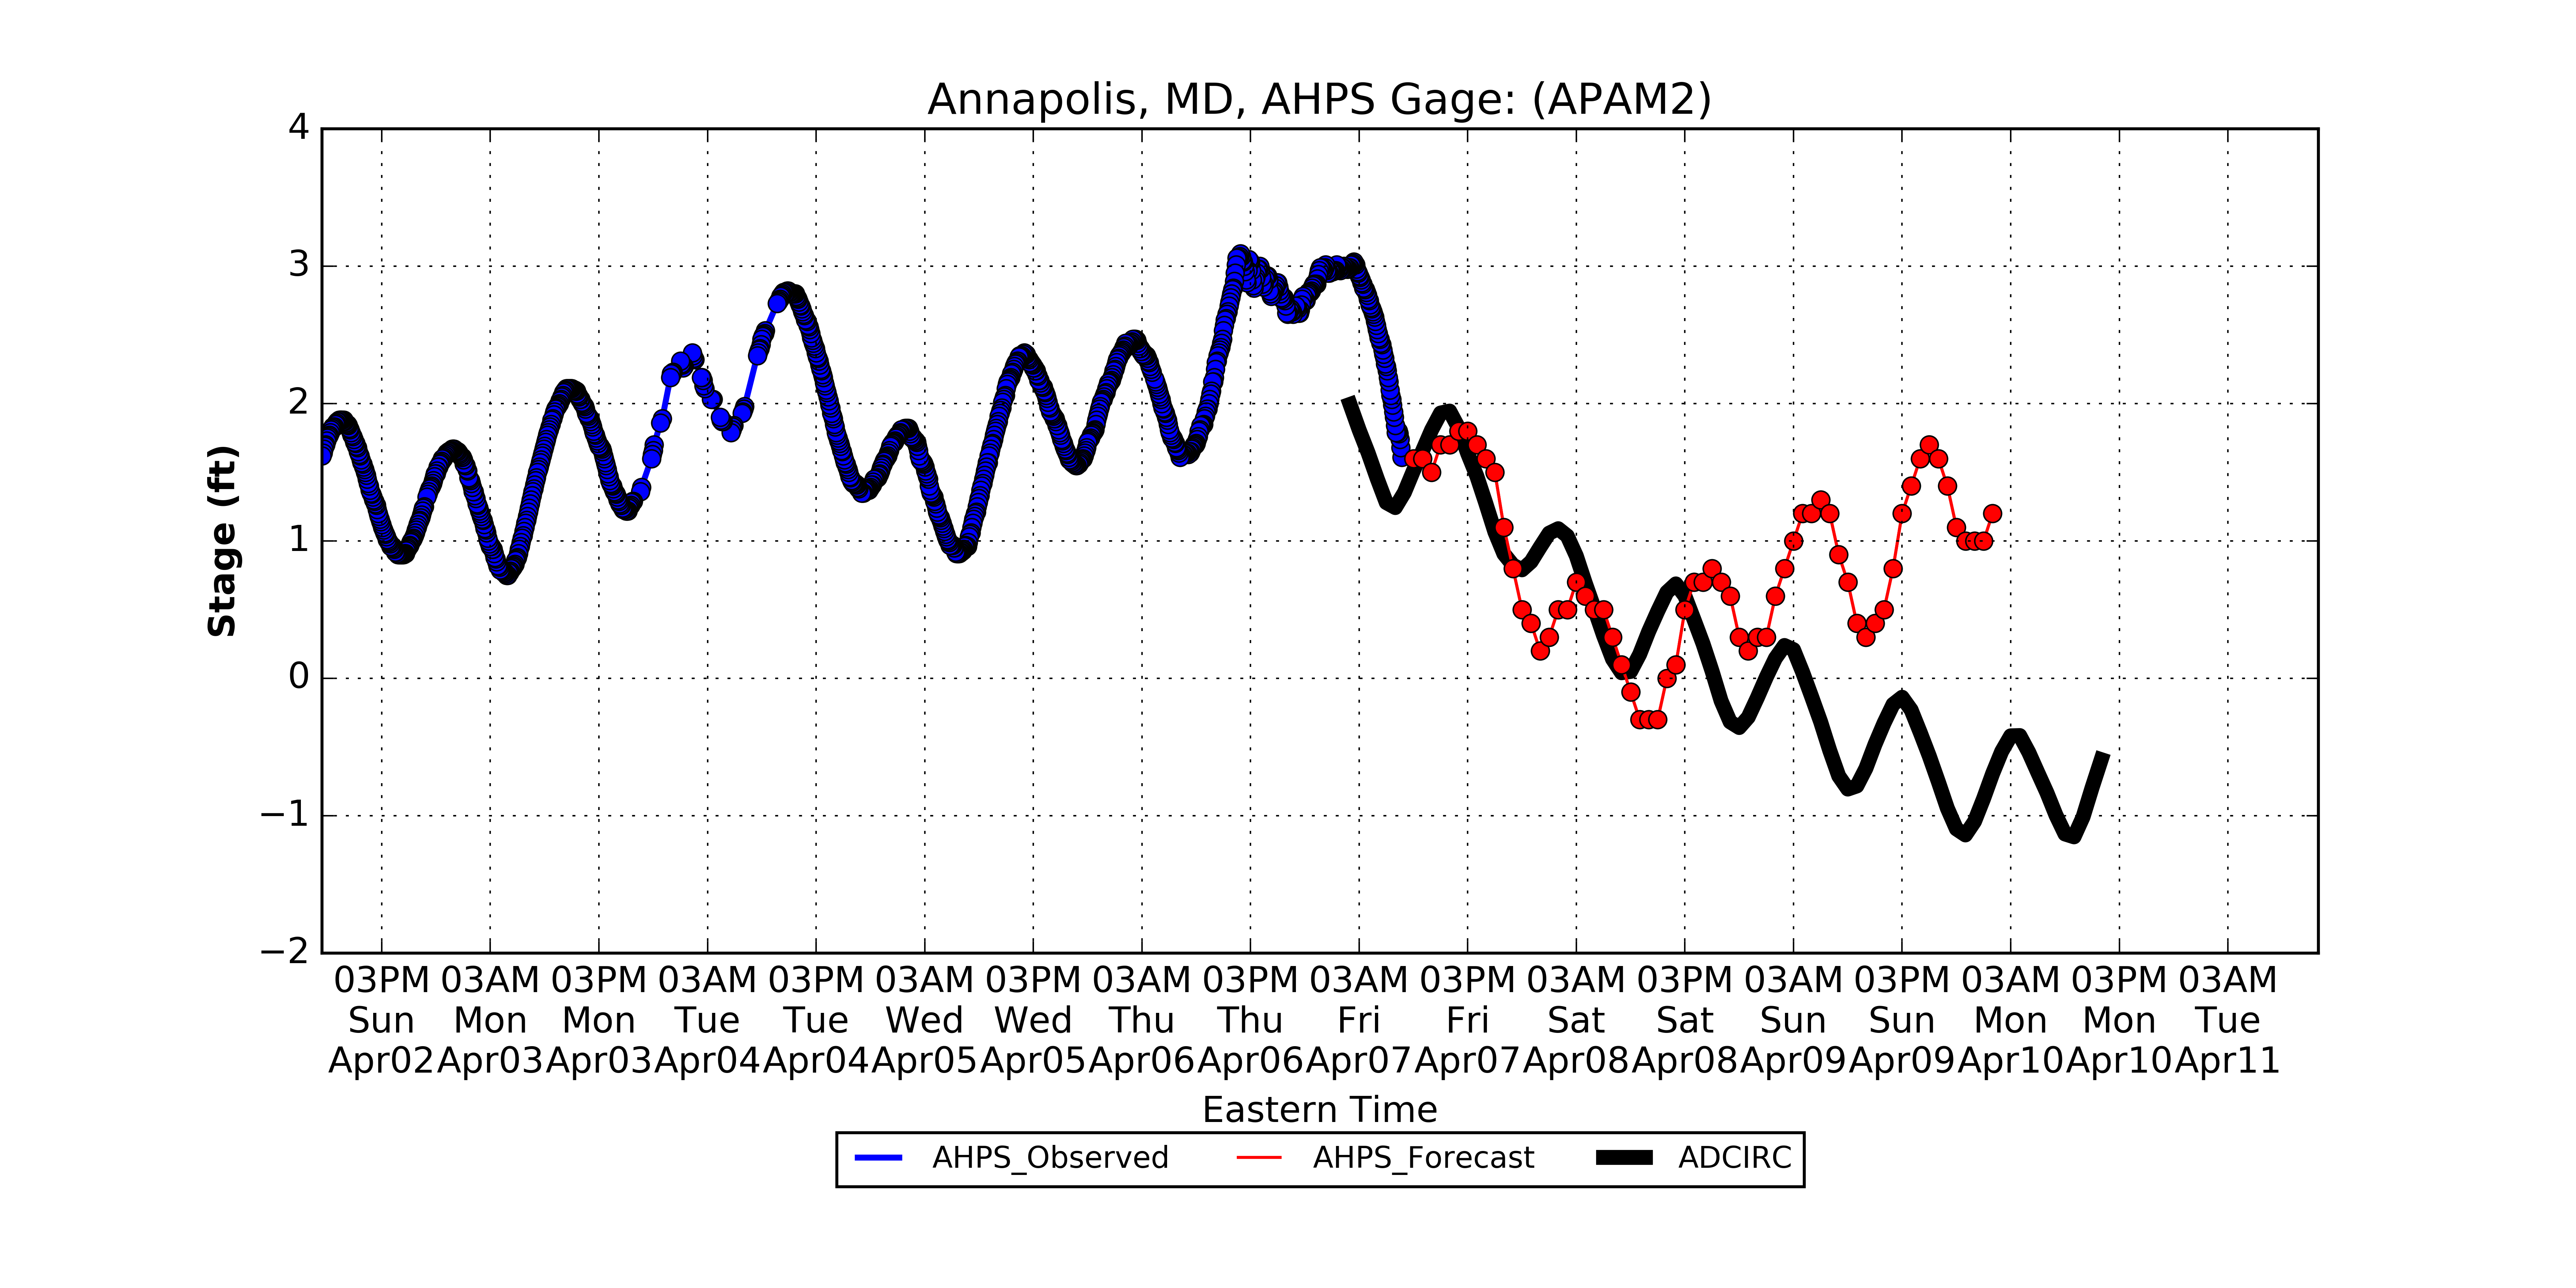 Annapolis, MD, AHPS Gage: (APAM2)
Stage (ft)
4
3
2
1
0
−1
−2
03PM 03AM 03PM 03AM 03PM 03AM 03PM 03AM 03PM 03AM 03PM 03AM 03PM 03AM 03PM 03AM 03PM 03AM
Sun Mon Mon Tue Tue Wed Wed Thu Thu Fri Fri Sat Sat Sun Sun Mon Mon Tue
Apr02 Apr03 Apr03 Apr04 Apr04 Apr05 Apr05 Apr06 Apr06 Apr07 Apr07 Apr08 Apr08 Apr09 Apr09 Apr10 Apr10 Apr11
Eastern Time
AHPS_Observed AHPS_Forecast ADCIRC